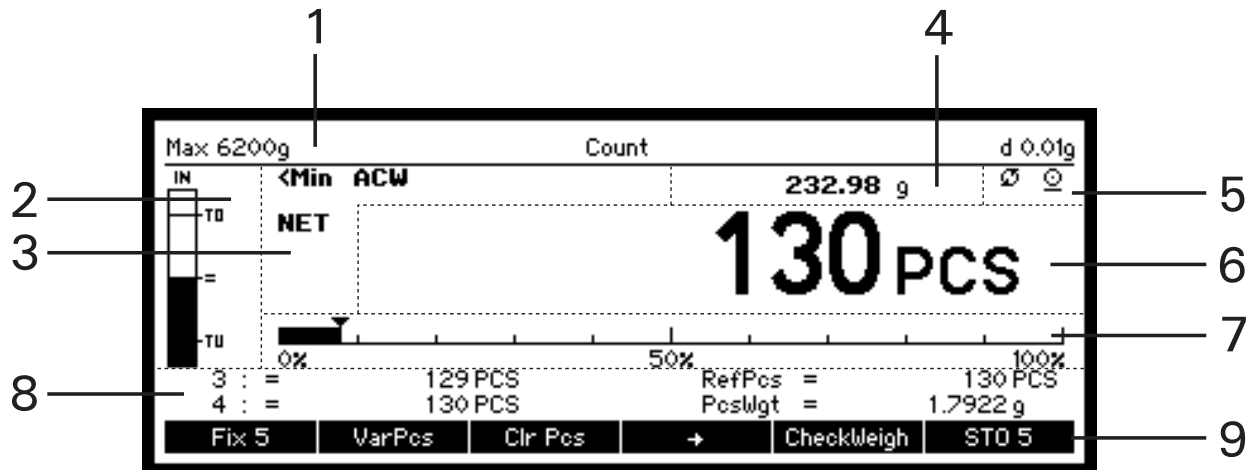 1
4
Max 6200g Count d 0.01g
IN <Min ACW 232.98 g
2
5
T0
NET
3
130 PCS
6
=
TU
7
0% 50% 100%
3 : = 129 PCS RefPcs = 130 PCS
8
4 : = 130 PCS PcsWgt = 1.7922 g
Fix 5 VarPcs Clr Pcs → CheckWeigh STO 5
9